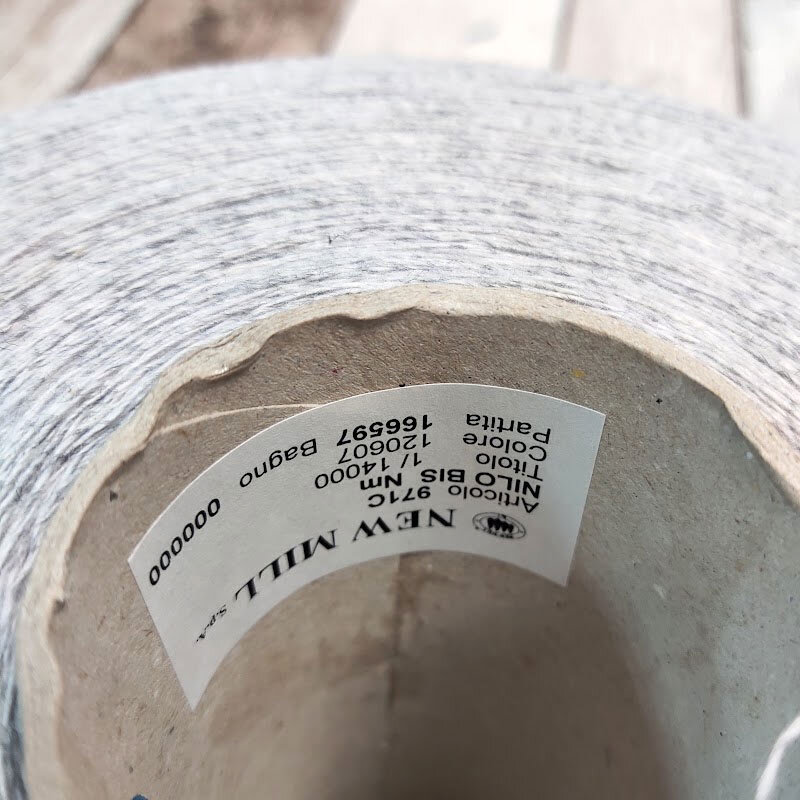 NEW MILL S.p.A.
Articolo 971C
NILO BIS Nm
Titolo 1/ 14000
Colore 120607 Bagno 000000
Partita 166597